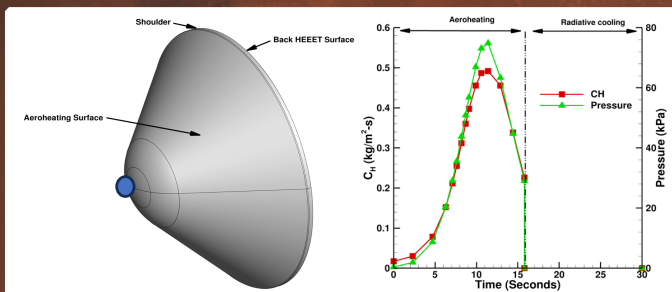 Shoulder
Back HEEET Surface
Aeroheating Surface
Aeroheating
Radiative cooling
CH
Pressure
C_H (kg/m²-s)
0.6
0.5
0.4
0.3
0.2
0.1
0
Pressure (kPa)
80
60
40
20
0
0
5
10
15
20
25
30
Time (Seconds)